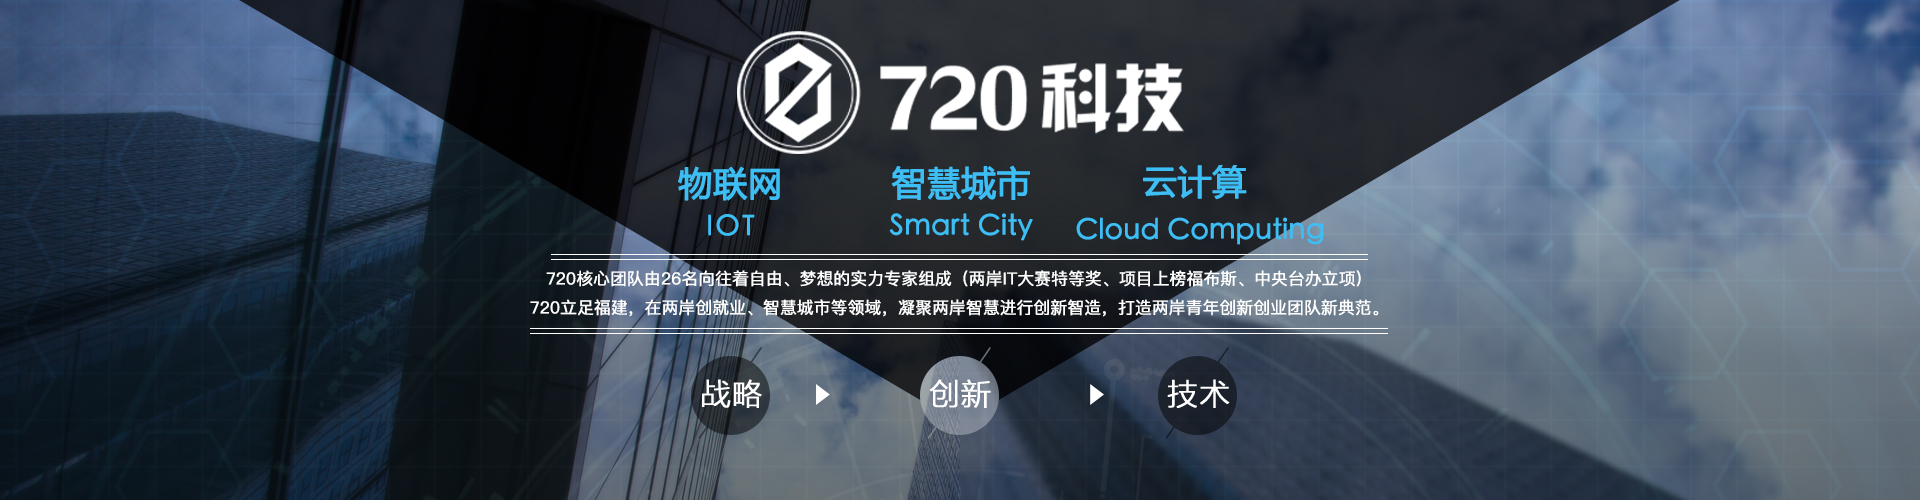 720科技
物联网 智慧城市 云计算
IOT Smart City Cloud Computing
720核心团队由26名向往着自由、梦想的实力专家组成（两岸IT大赛特等奖、项目上榜福布斯、中央台办立项）
720立足福建，在两岸创就业、智慧城市等领域，凝聚两岸智慧进行创新智造，打造两岸青年创新创业团队新典范。
战略 创新 技术